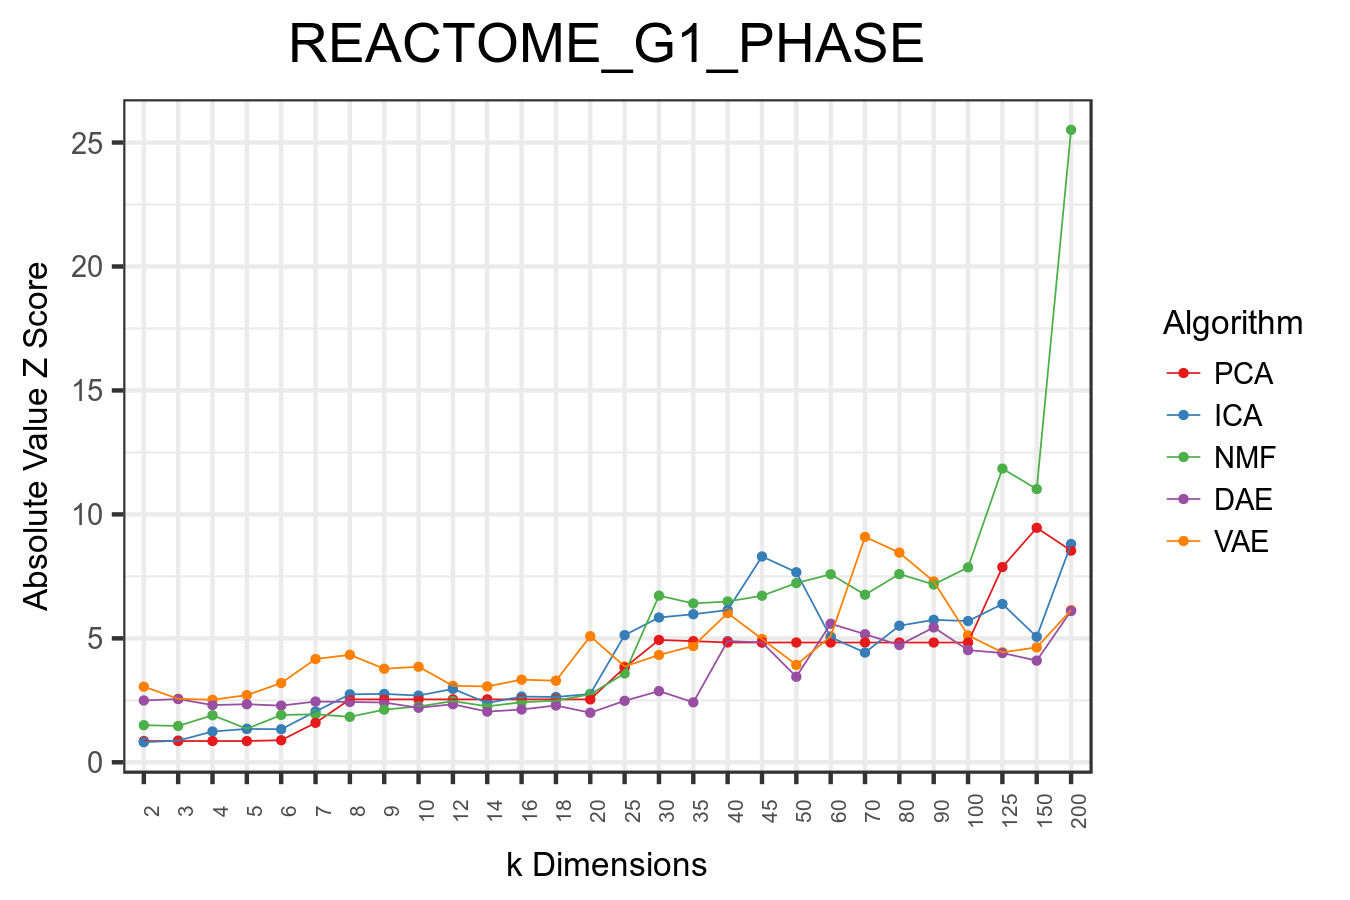 REACTOME_G1_PHASE
Absolute Value Z Score
25
20
15
10
5
0
2 3 4 5 6 7 8 9 10 12 14 16 18 20 25 30 35 40 45 50 60 70 80 90 100 125 150 200
k Dimensions
Algorithm
PCA
ICA
NMF
DAE
VAE